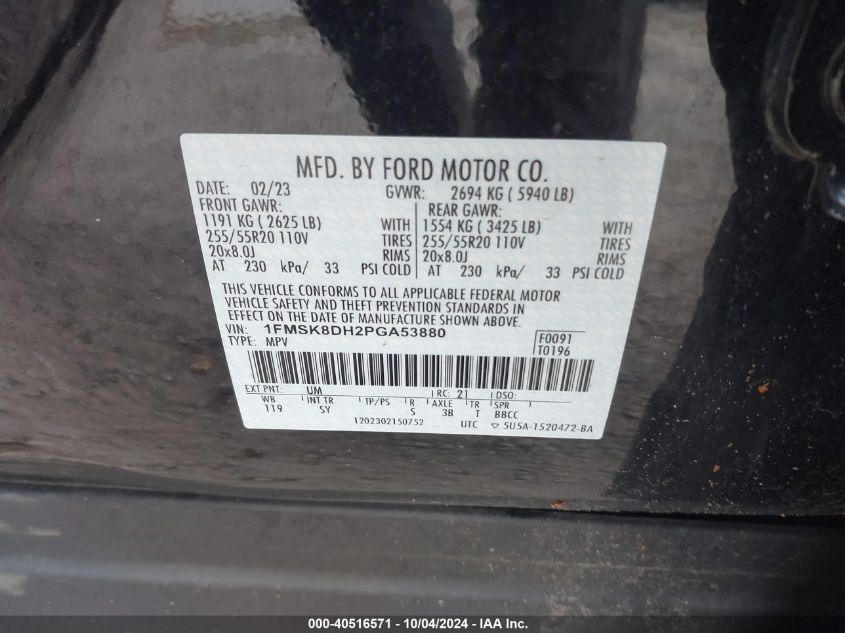 MFD. BY FORD MOTOR CO.
DATE: 02/23 GVWR: 2694 KG ( 5940 LB)
FRONT GAWR: REAR GAWR:
1191 KG ( 2625 LB) WITH 1554 KG ( 3425 LB) WITH
255/55R20 110V TIRES 255/55R20 110V TIRES
20x8.0J RIMS 20x8.0J RIMS
AT 230 kPa/ 33 PSI COLD AT 230 kPa/ 33 PSI COLD
THIS VEHICLE CONFORMS TO ALL APPLICABLE FEDERAL MOTOR
VEHICLE SAFETY AND THEFT PREVENTION STANDARDS IN
EFFECT ON THE DATE OF MANUFACTURE SHOWN ABOVE.
VIN: 1FMSK8DH2PGA53880
TYPE: MPV
F0091
T0196
EXT PNT: UM RC: 21 DSO:
WB INT TR TP/PS R AXLE TR SPR
119 SY S 3B T BBCC
1202302150752 UTC ▽ 5USA-1520472-BA
000-40516571 - 10/04/2024 - IAA Inc.